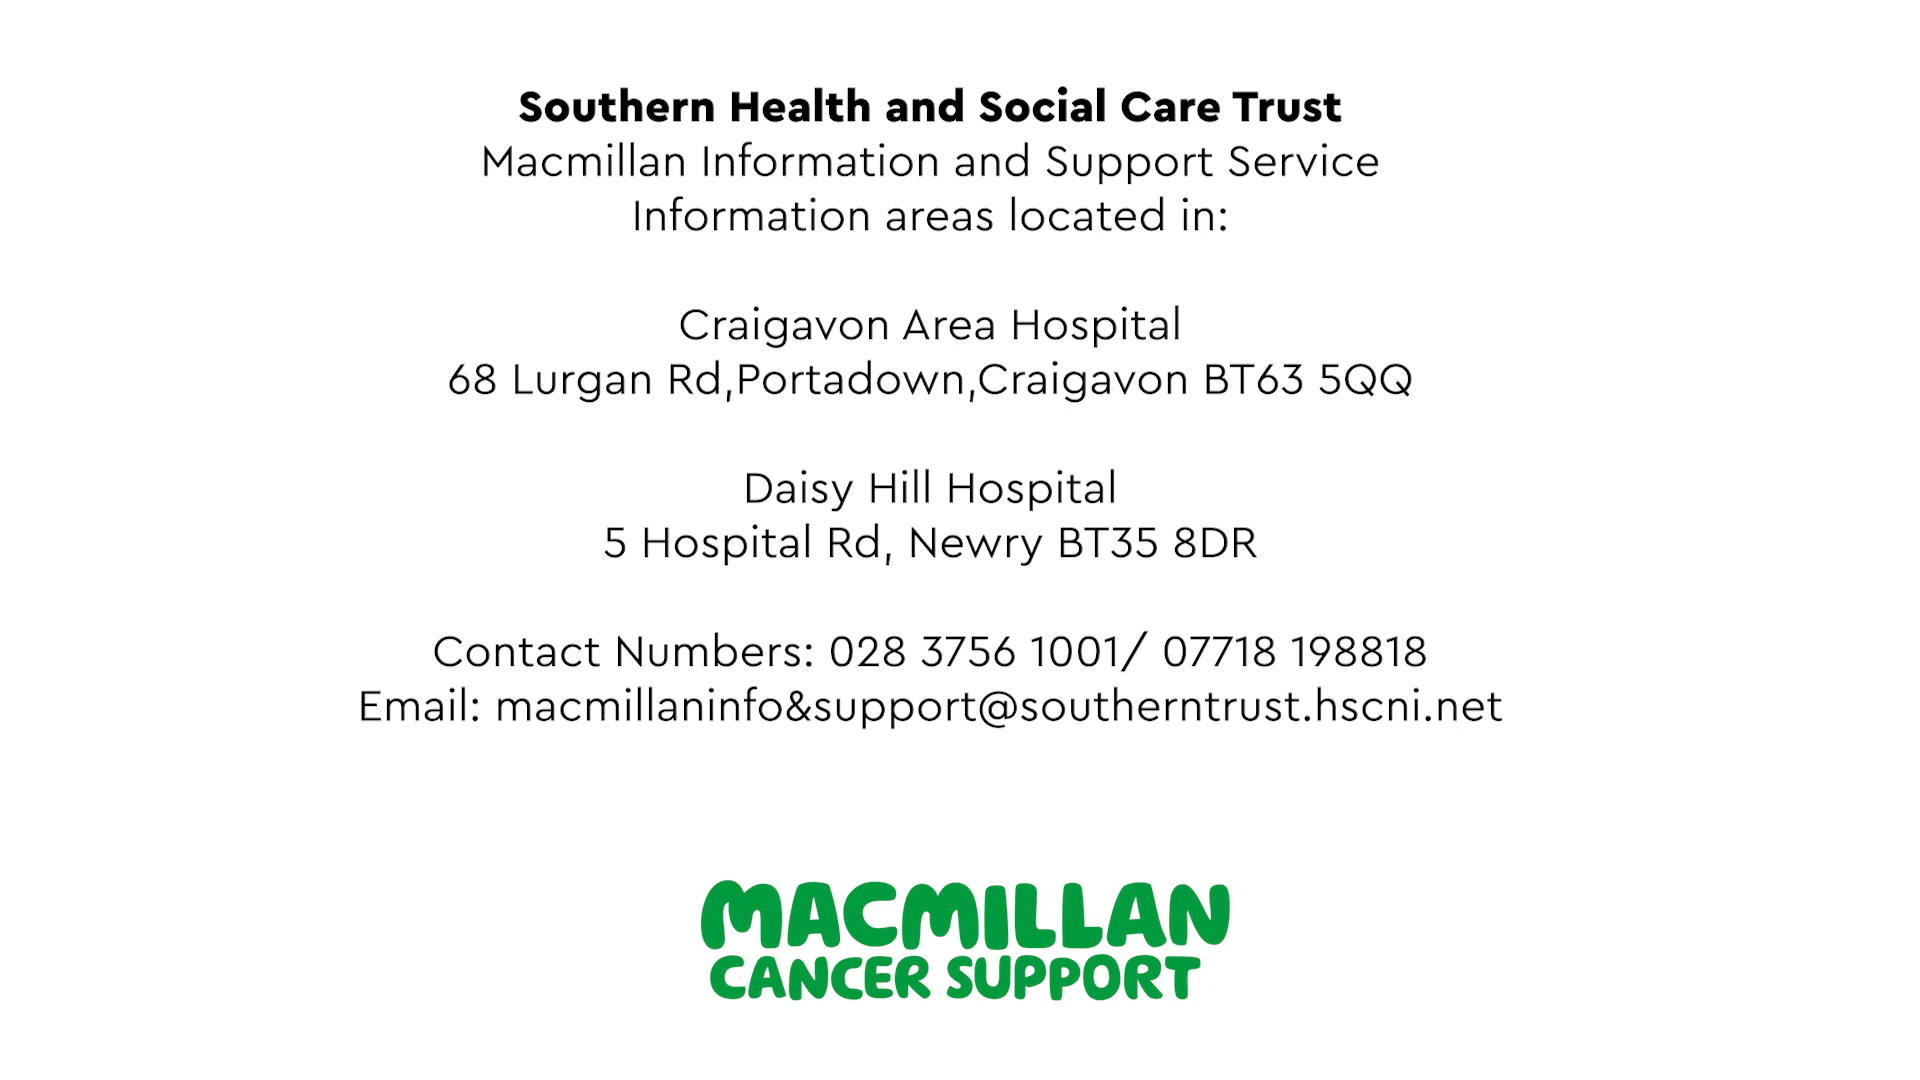 Southern Health and Social Care Trust
Macmillan Information and Support Service
Information areas located in:
Craigavon Area Hospital
68 Lurgan Rd,Portadown,Craigavon BT63 5QQ
Daisy Hill Hospital
5 Hospital Rd, Newry BT35 8DR
Contact Numbers: 028 3756 1001/ 07718 198818
Email: macmillaninfo&support@southerntrust.hscni.net
MACMILLAN
CANCER SUPPORT